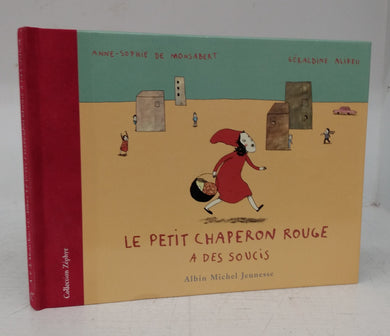 ANNE-SOPHIE DE MONSABERT
GÉRALDINE ALIBEU
LE PETIT CHAPERON ROUGE
A DES SOUCIS
Albin Michel Jeunesse
Collection Zéphyr